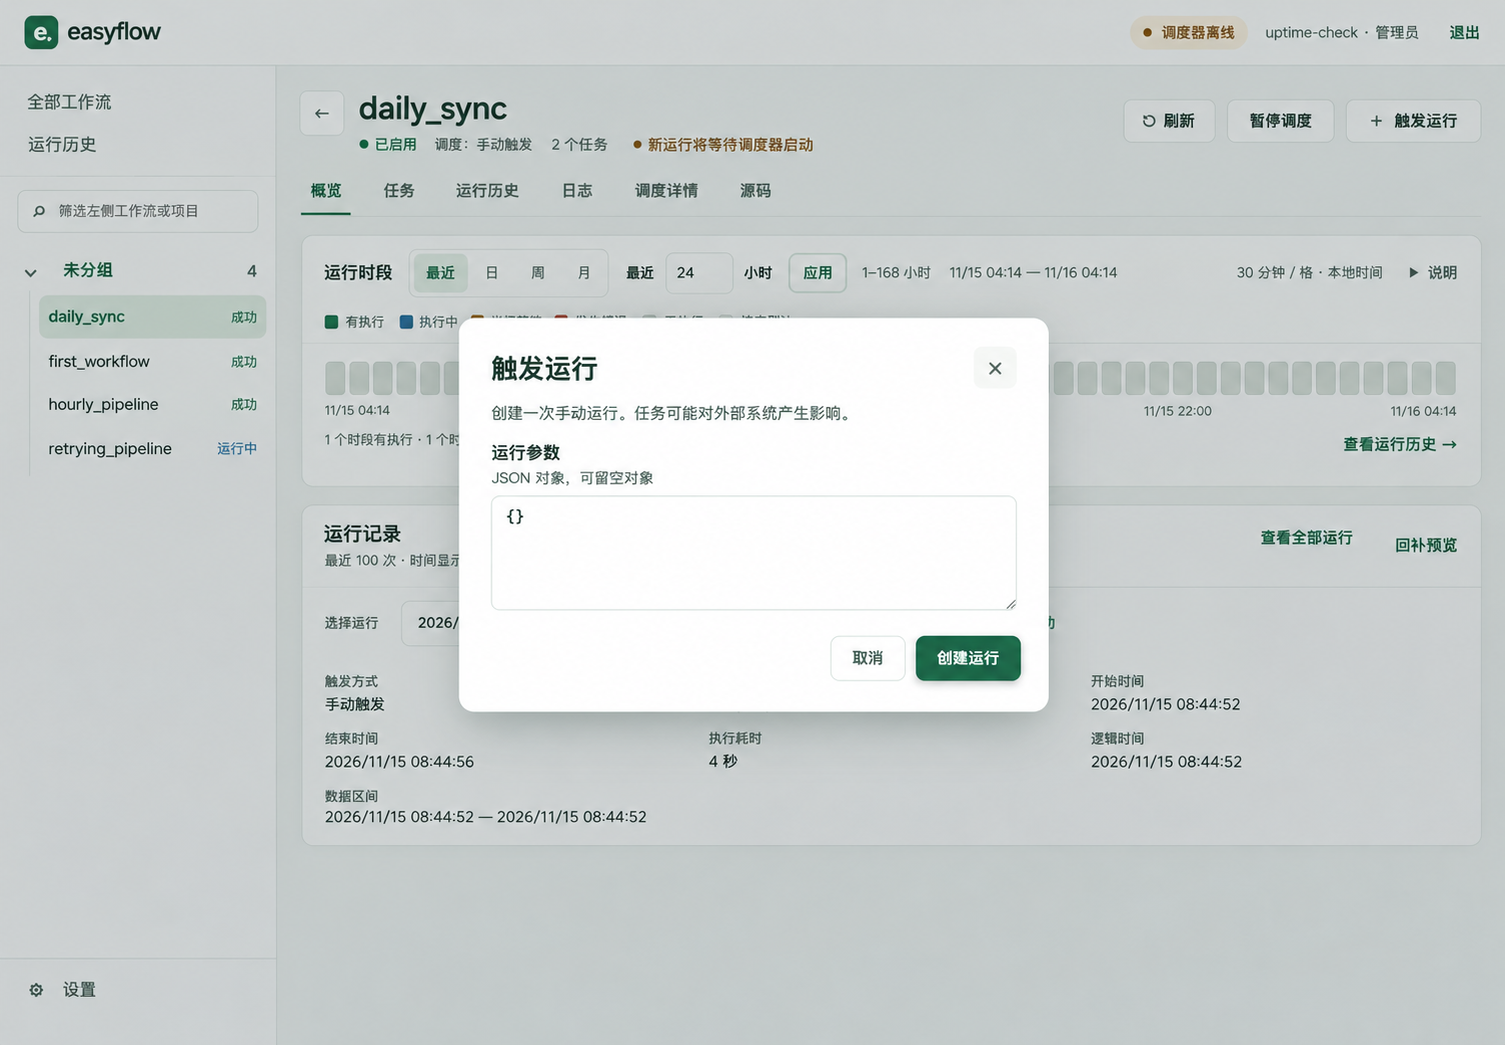 e. easyflow
调度器离线 uptime-check · 管理员 退出
全部工作流
运行历史
筛选左侧工作流或项目
未分组 4
daily_sync 成功
first_workflow 成功
hourly_pipeline 成功
retrying_pipeline 运行中
设置
daily_sync
已启用 调度：手动触发 2 个任务 新运行将等待调度器启动
刷新 暂停调度 + 触发运行
概览 任务 运行历史 日志 调度详情 源码
运行时段 最近 日 周 月 最近 24 小时 应用 1–168 小时 11/15 04:14 — 11/16 04:14 30 分钟 / 格 · 本地时间 说明
有执行 执行中
11/15 04:14 11/15 22:00 11/16 04:14
1 个时段有执行 · 1 个时
查看运行历史 →
运行记录
最近 100 次 · 时间显示
查看全部运行 回补预览
选择运行 2026/
触发方式
手动触发
开始时间
2026/11/15 08:44:52
结束时间
2026/11/15 08:44:56
执行耗时
4 秒
逻辑时间
2026/11/15 08:44:52
数据区间
2026/11/15 08:44:52 — 2026/11/15 08:44:52
触发运行
创建一次手动运行。任务可能对外部系统产生影响。
运行参数
JSON 对象，可留空对象
{}
取消 创建运行